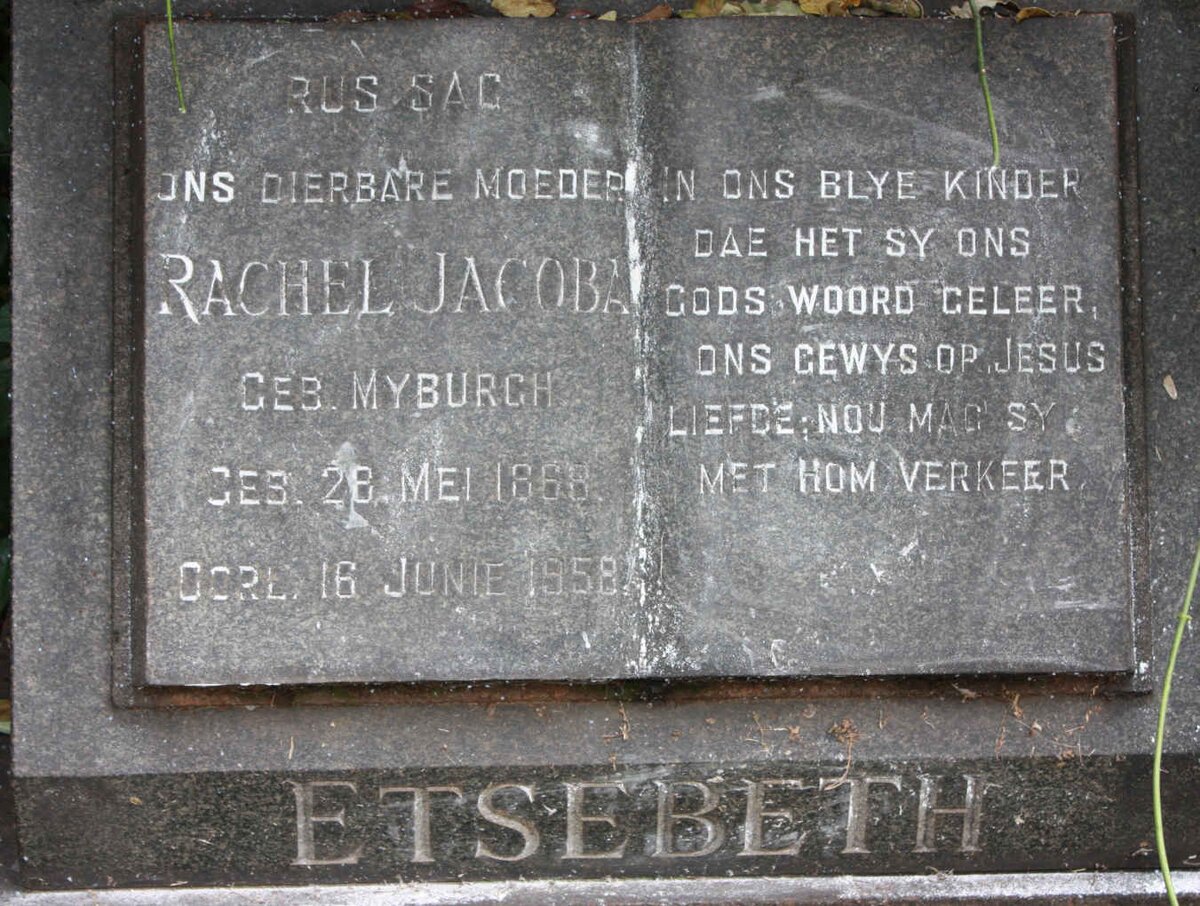 RUS SAG
ONS DIERBARE MOEDER
RACHEL JACOBA
GEB. MYBURGH
GEB. 28. MEI 1868.
OORL. 16 JUNIE 1958
IN ONS BLYE KINDER
DAE HET SY ONS
GODS WOORD GELEER,
ONS GEWYS OP JESUS
LIEFDE; NOU MAG SY
MET HOM VERKEER.
ETSEBETH